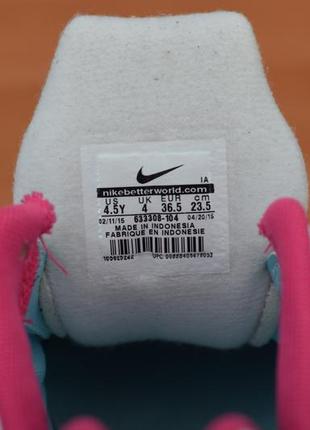 IA
nikebetterworld.com
US UK EUR cm
4.5Y 4 36.5 23.5
02/11/15 633308-104 04/20/15
MADE IN INDONESIA
FABRIQUE EN INDONESIE
UPC